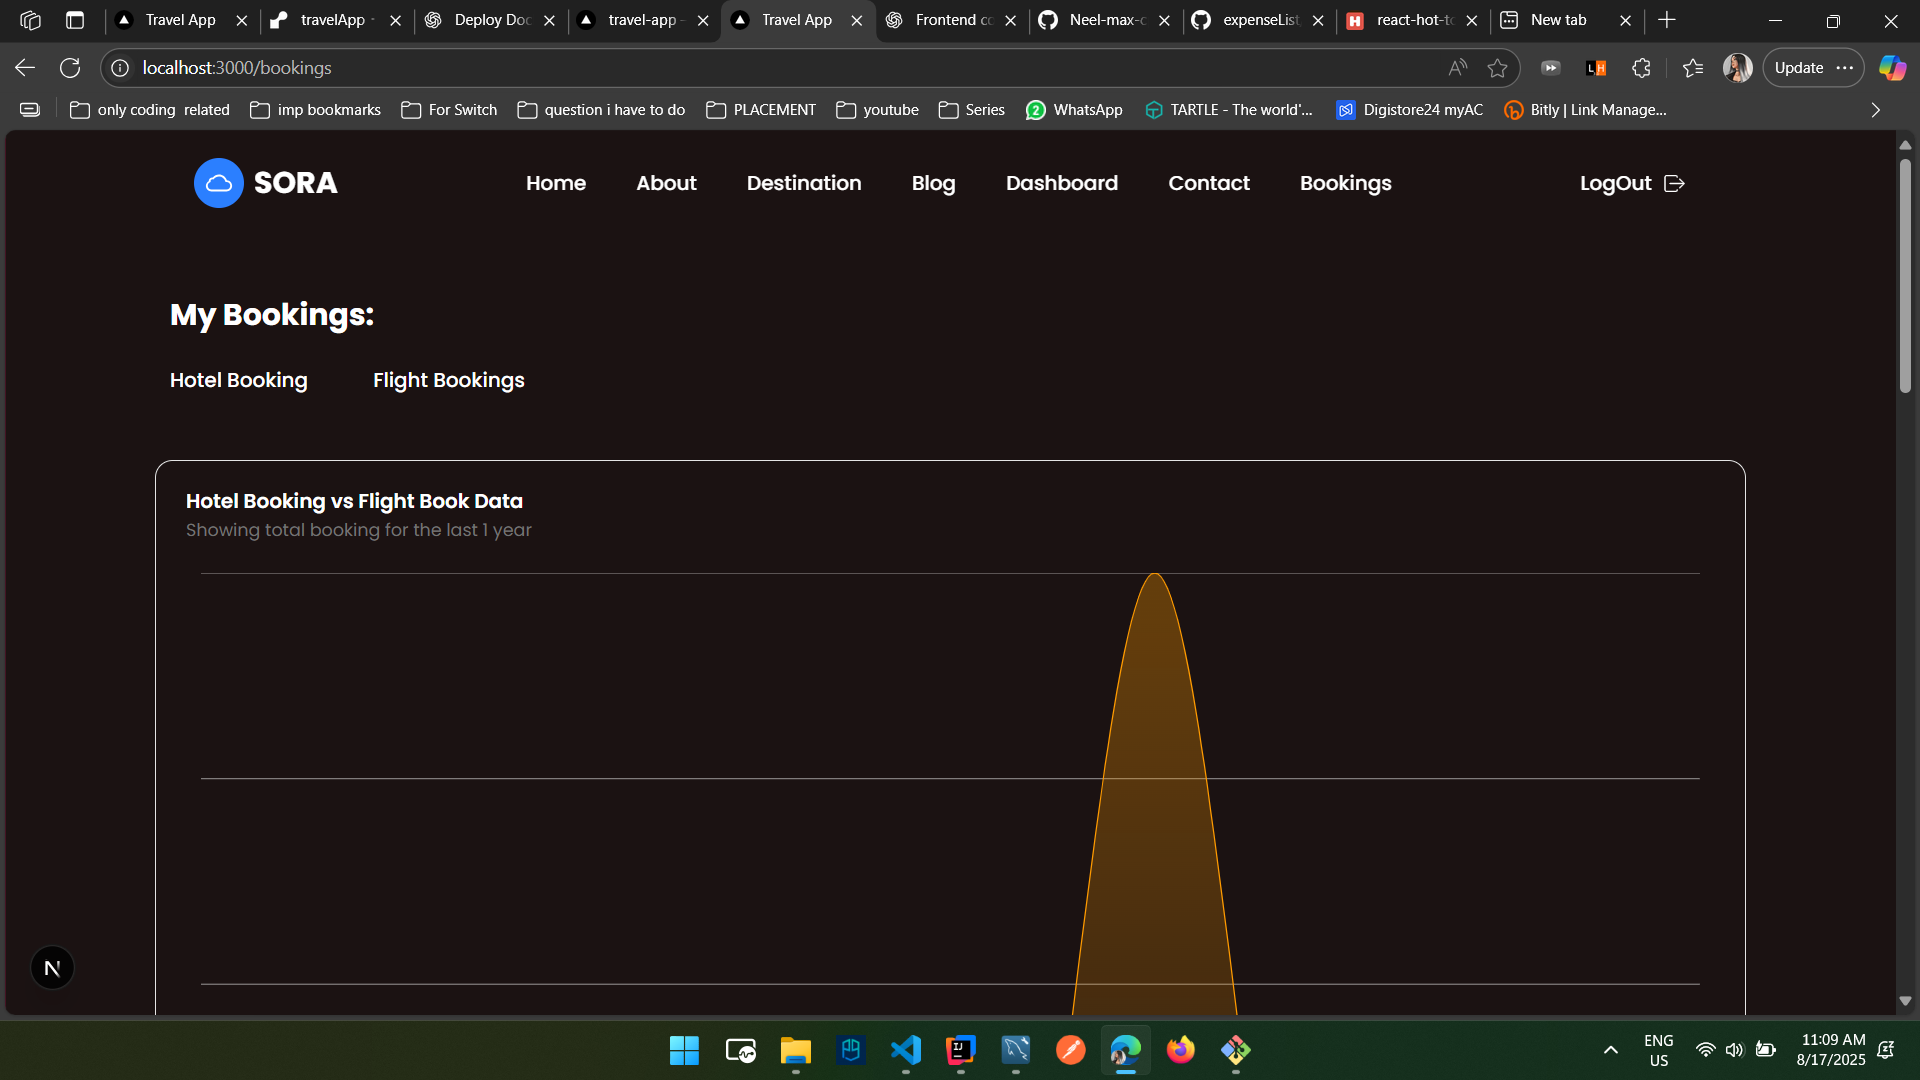 Travel App
travelApp -
Deploy Doc
travel-app –
Travel App
Frontend co
Neel-max-c
expenseList
react-hot-to
New tab
localhost:3000/bookings
Update
only coding related
imp bookmarks
For Switch
question i have to do
PLACEMENT
youtube
Series
2
WhatsApp
TARTLE - The world'...
Digistore24 myAC
Bitly | Link Manage...
SORA
Home
About
Destination
Blog
Dashboard
Contact
Bookings
LogOut
My Bookings:
Hotel Booking
Flight Bookings
Hotel Booking vs Flight Book Data
Showing total booking for the last 1 year
N
ENG
US
11:09 AM
8/17/2025